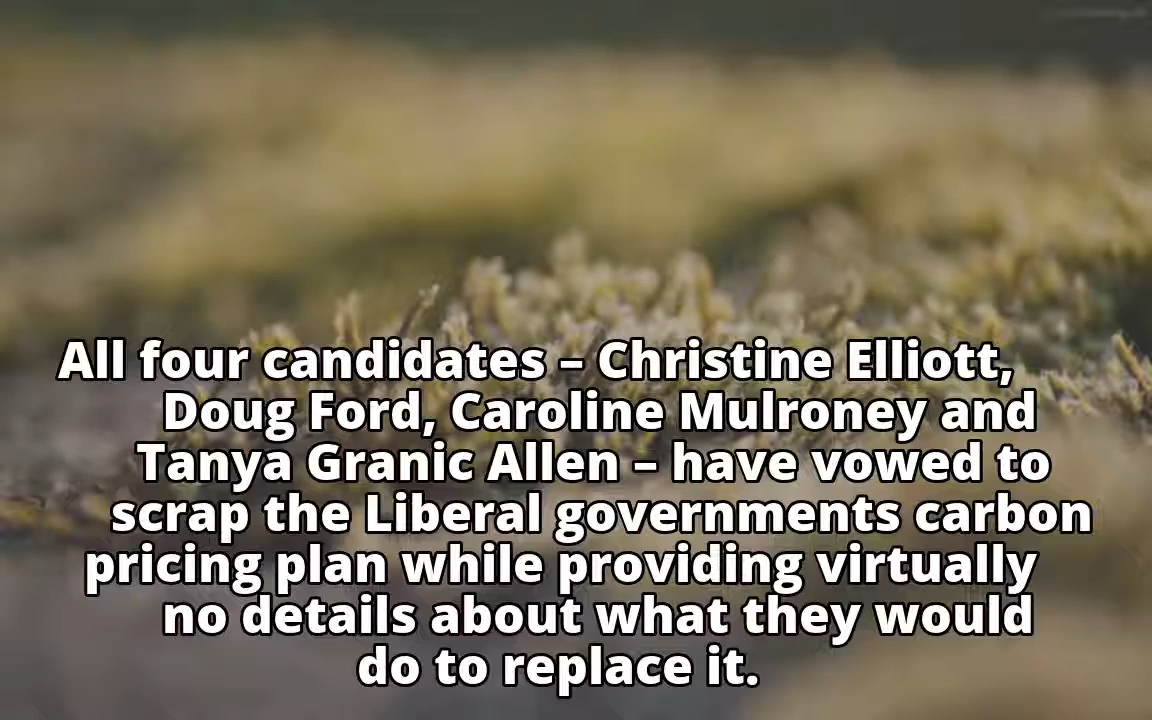 All four candidates – Christine Elliott,
Doug Ford, Caroline Mulroney and
Tanya Granic Allen – have vowed to
scrap the Liberal governments carbon
pricing plan while providing virtually
no details about what they would
do to replace it.